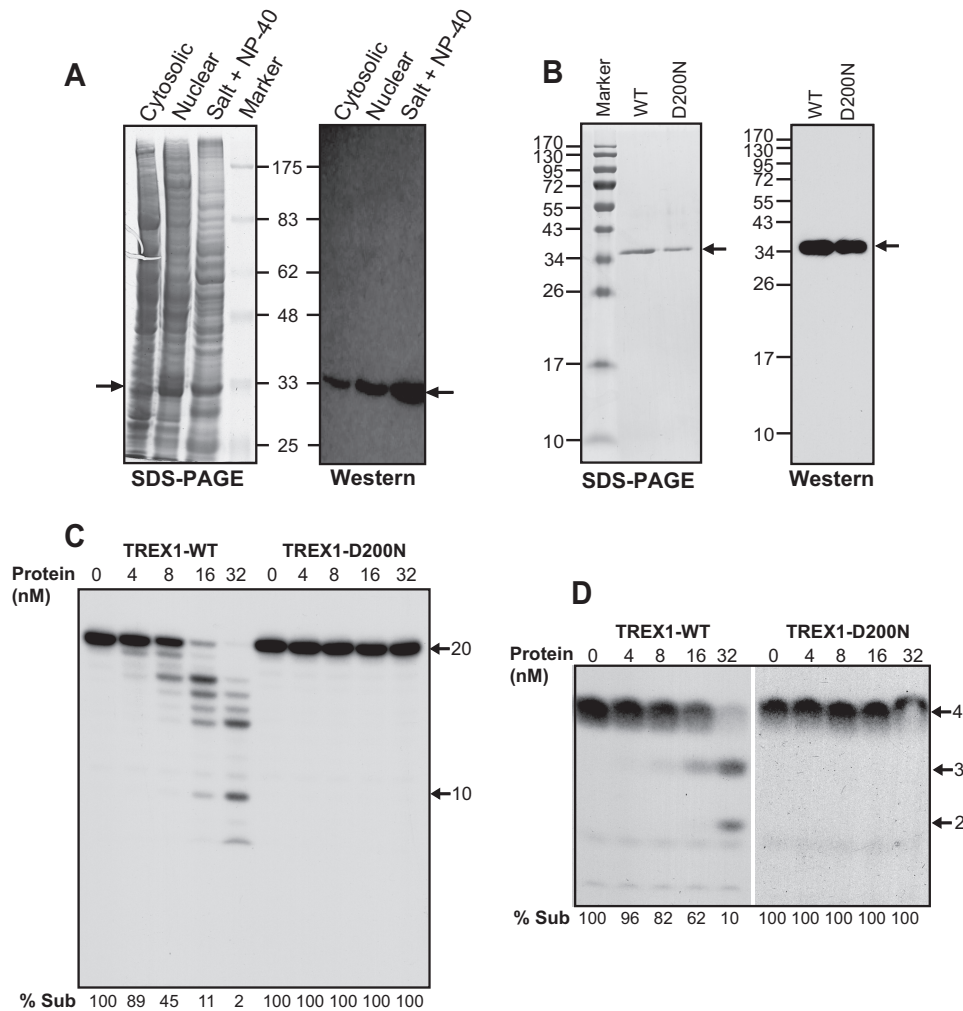 A
Cytosolic
Nuclear
Salt + NP-40
Marker
Cytosolic
Nuclear
Salt + NP-40
175
83
62
48
33
25
SDS-PAGE
Western
B
Marker
WT
D200N
WT
D200N
170
130
95
72
55
43
34
26
17
10
170
130
95
72
55
43
34
26
17
10
SDS-PAGE
Western
C
TREX1-WT TREX1-D200N
Protein (nM) 0 4 8 16 32 0 4 8 16 32
20
10
% Sub 100 89 45 11 2 100 100 100 100 100
D
TREX1-WT TREX1-D200N
Protein (nM) 0 4 8 16 32 0 4 8 16 32
4
3
2
% Sub 100 96 82 62 10 100 100 100 100 100